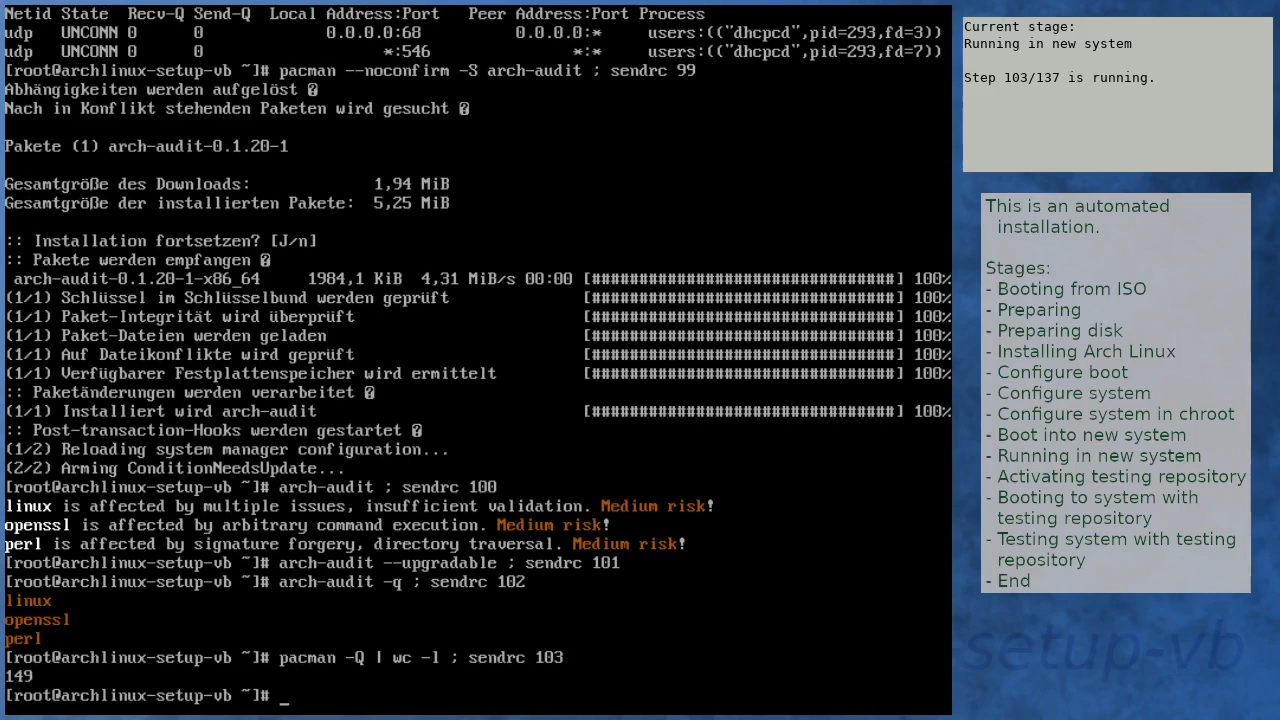 Netid State  Recv-Q Send-Q  Local Address:Port   Peer Address:Port Process
udp   UNCONN 0      0             0.0.0.0:68          0.0.0.0:*     users:(("dhcpcd",pid=293,fd=3))
udp   UNCONN 0      0                   *:546               *:*     users:(("dhcpcd",pid=293,fd=7))
[root@archlinux-setup-vb ~]# pacman --noconfirm -S arch-audit ; sendrc 99
Abhängigkeiten werden aufgelöst �
Nach in Konflikt stehenden Paketen wird gesucht �
Pakete (1) arch-audit-0.1.20-1
Gesamtgröße des Downloads:             1,94 MiB
Gesamtgröße der installierten Pakete:  5,25 MiB
:: Installation fortsetzen? [J/n]
:: Pakete werden empfangen �
 arch-audit-0.1.20-1-x86_64     1984,1 KiB  4,31 MiB/s 00:00 [################################] 100%
(1/1) Schlüssel im Schlüsselbund werden geprüft              [################################] 100%
(1/1) Paket-Integrität wird überprüft                        [################################] 100%
(1/1) Paket-Dateien werden geladen                           [################################] 100%
(1/1) Auf Dateikonflikte wird geprüft                        [################################] 100%
(1/1) Verfügbarer Festplattenspeicher wird ermittelt         [################################] 100%
:: Paketänderungen werden verarbeitet �
(1/1) Installiert wird arch-audit                            [################################] 100%
:: Post-transaction-Hooks werden gestartet �
(1/2) Reloading system manager configuration...
(2/2) Arming ConditionNeedsUpdate...
[root@archlinux-setup-vb ~]# arch-audit ; sendrc 100
linux is affected by multiple issues, insufficient validation. Medium risk!
openssl is affected by arbitrary command execution. Medium risk!
perl is affected by signature forgery, directory traversal. Medium risk!
[root@archlinux-setup-vb ~]# arch-audit --upgradable ; sendrc 101
[root@archlinux-setup-vb ~]# arch-audit -q ; sendrc 102
linux
openssl
perl
[root@archlinux-setup-vb ~]# pacman -Q | wc -l ; sendrc 103
149
[root@archlinux-setup-vb ~]# _
Current stage:
Running in new system
Step 103/137 is running.
This is an automated
installation.
Stages:
- Booting from ISO
- Preparing
- Preparing disk
- Installing Arch Linux
- Configure boot
- Configure system
- Configure system in chroot
- Boot into new system
- Running in new system
- Activating testing repository
- Booting to system with
testing repository
- Testing system with testing
repository
- End
-setup-vb